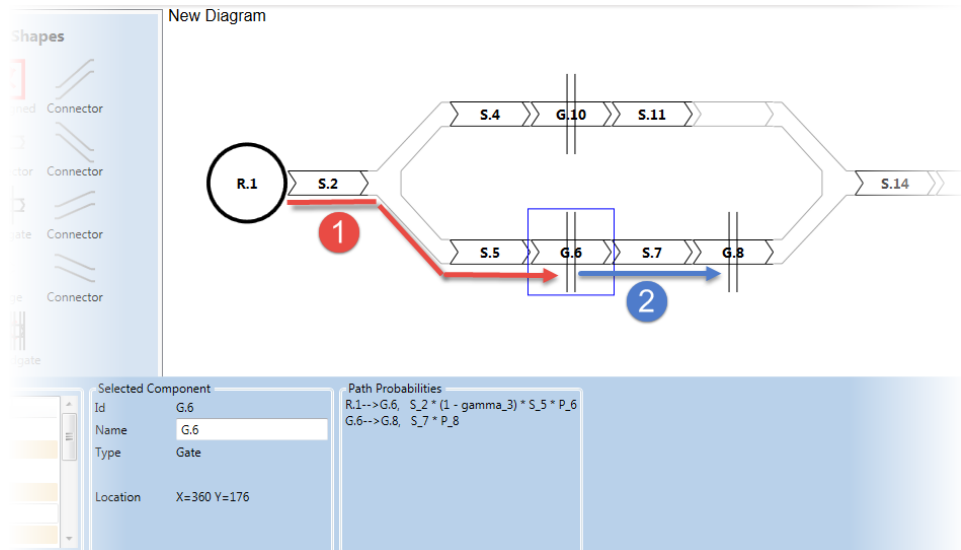 New Diagram
Shapes
Connector
Connector
Connector
Connector
S.4 G.10 S.11
R.1 S.2 S.14
1
S.5 G.6 S.7 G.8
2
Selected Component
Id G.6
Name G.6
Type Gate
Location X=360 Y=176
Path Probabilities
R.1-->G.6, S_2 * (1 - gamma_3) * S_5 * P_6
G.6-->G.8, S_7 * P_8